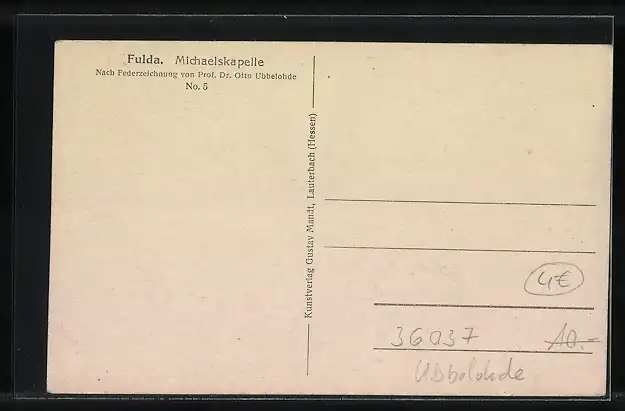 Fulda. Michaelskapelle
Nach Federzeichnung von Prof. Dr. Otto Ubbelohde
No. 5
Kunstverlag Gustav Mandt, Lauterbach (Hessen)
4€
36037 10.-
Ubbelohde